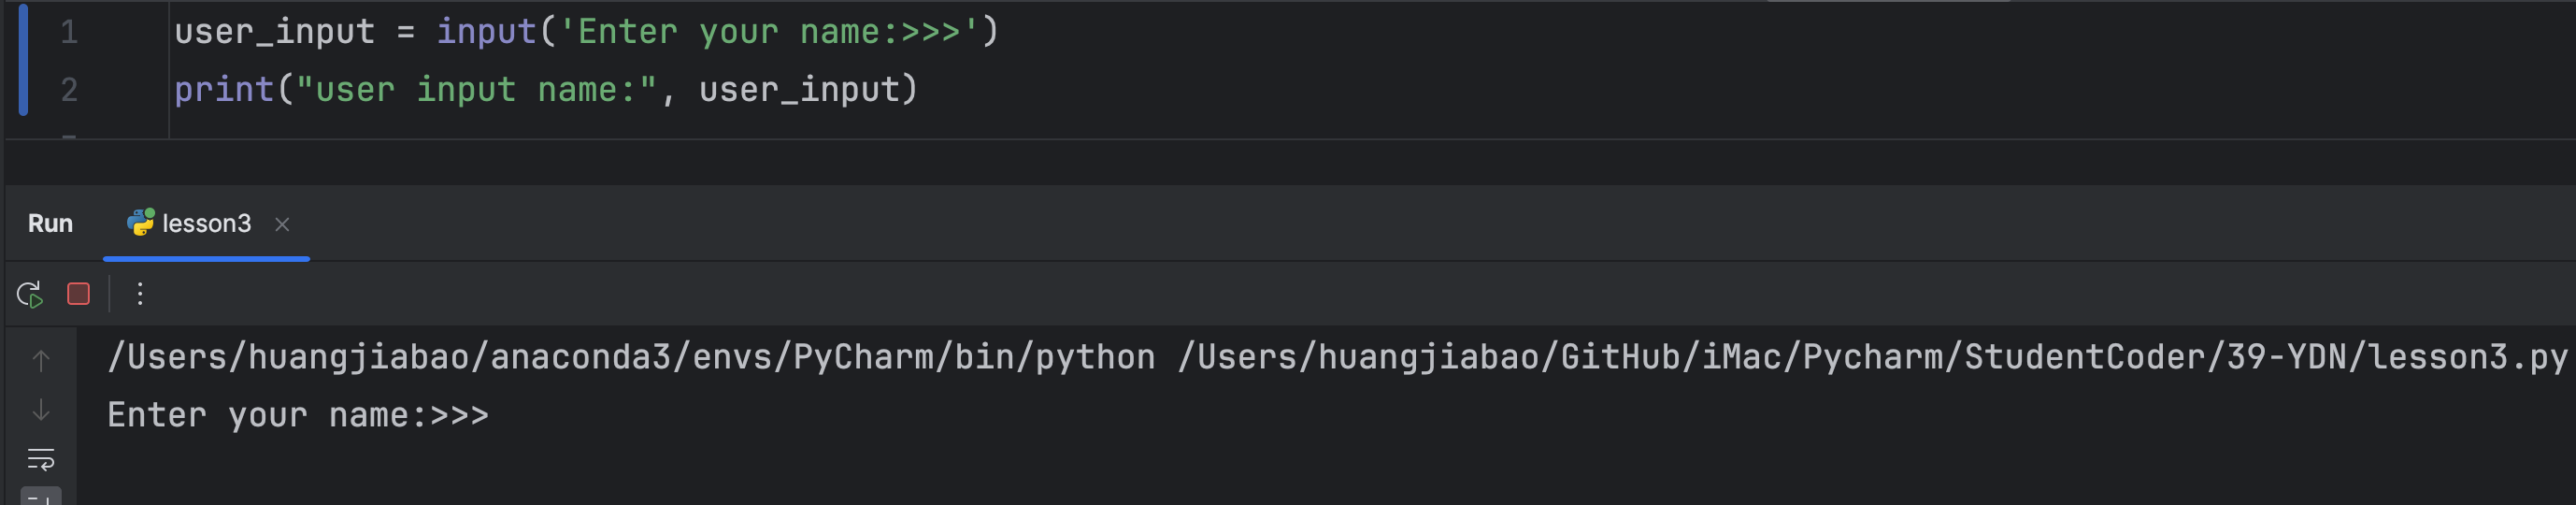 1 user_input = input('Enter your name:>>>')
2 print("user input name:", user_input)
Run lesson3
/Users/huangjiabao/anaconda3/envs/PyCharm/bin/python /Users/huangjiabao/GitHub/iMac/Pycharm/StudentCoder/39-YDN/lesson3.py
Enter your name:>>>